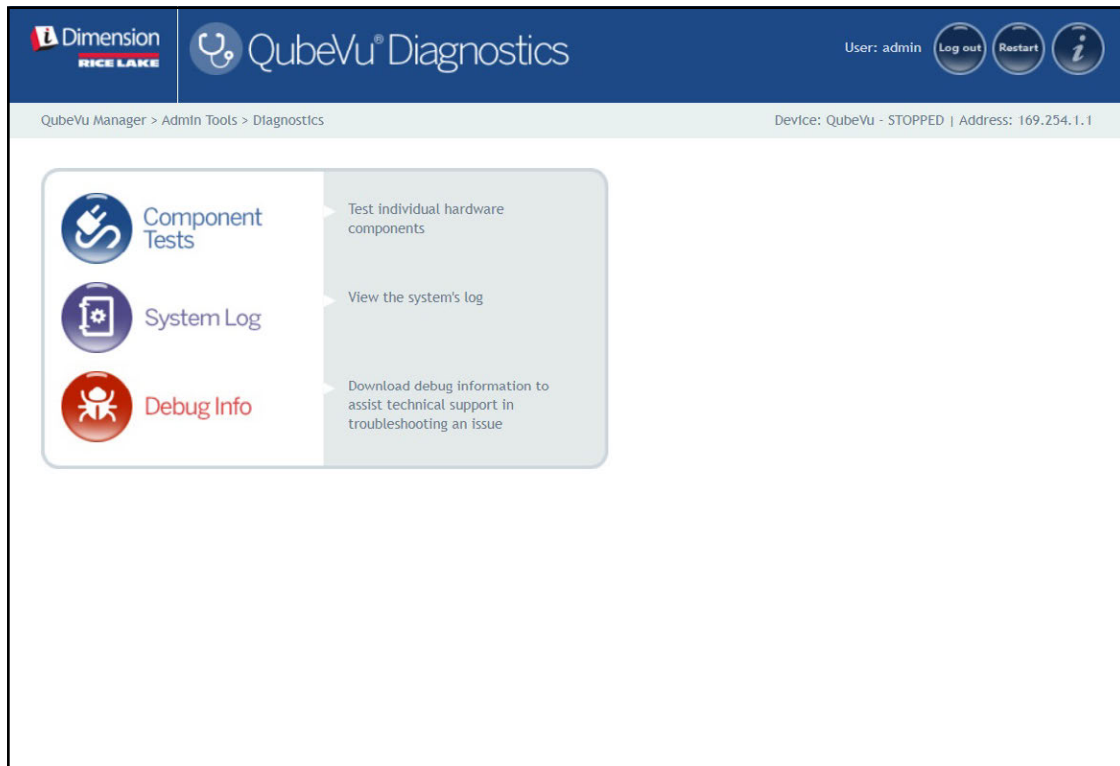 iDimension
RICE LAKE
QubeVu® Diagnostics
User: admin
Log out
Restart
i
QubeVu Manager > Admin Tools > Diagnostics
Device: QubeVu - STOPPED | Address: 169.254.1.1
Component
Tests
Test individual hardware
components
System Log
View the system's log
Debug Info
Download debug information to
assist technical support in
troubleshooting an issue